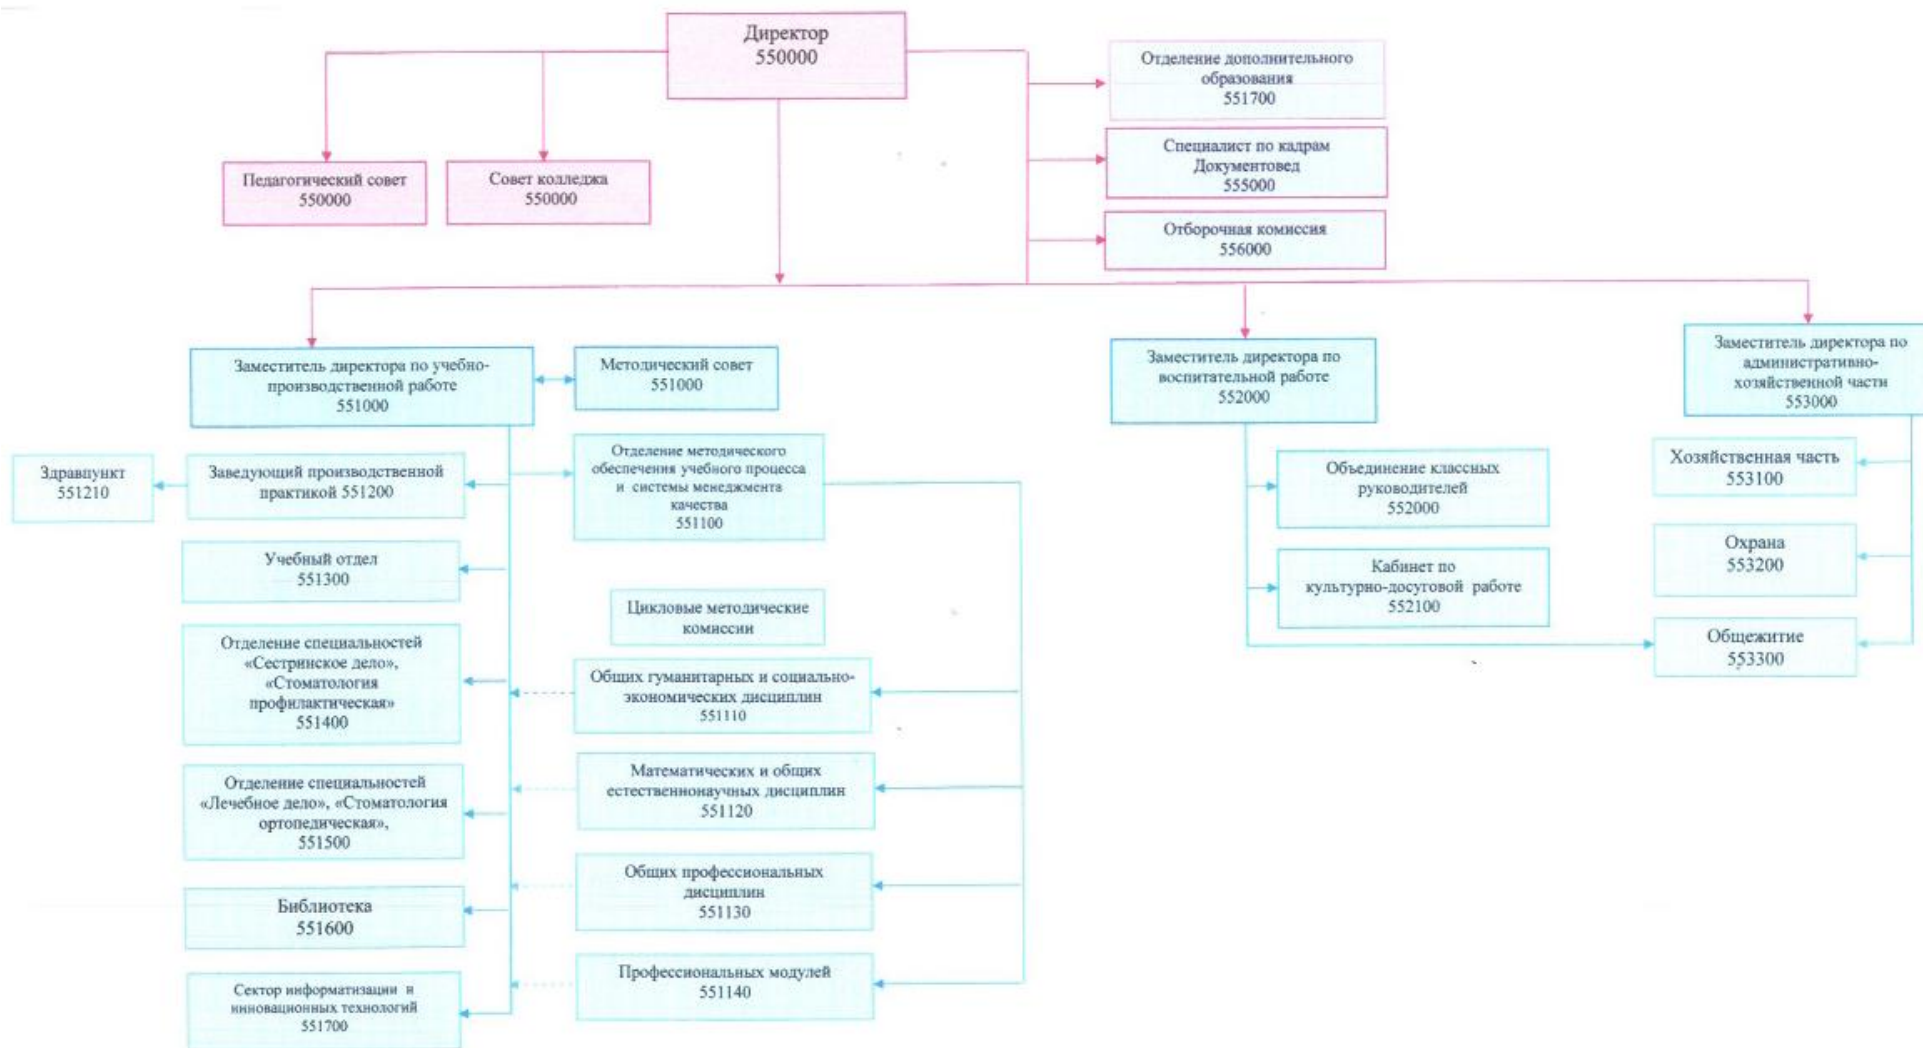 Директор
550000
Отделение дополнительного
образования
551700
Специалист по кадрам
Документовед
555000
Отборочная комиссия
556000
Педагогический совет
550000
Совет колледжа
550000
Заместитель директора по учебно-
производственной работе
551000
Методический совет
551000
Заместитель директора по
воспитательной работе
552000
Заместитель директора по
административно-
хозяйственной части
553000
Здравпункт
551210
Заведующий производственной
практикой 551200
Отделение методического
обеспечения учебного процесса
и системы менеджмента
качества
551100
Объединение классных
руководителей
552000
Хозяйственная часть
553100
Учебный отдел
551300
Кабинет по
культурно-досуговой работе
552100
Охрана
553200
Цикловые методические
комиссии
Общежитие
553300
Отделение специальностей
«Сестринское дело»,
«Стоматология
профилактическая»
551400
Общих гуманитарных и социально-
экономических дисциплин
551110
Отделение специальностей
«Лечебное дело», «Стоматология
ортопедическая»,
551500
Математических и общих
естественнонаучных дисциплин
551120
Библиотека
551600
Общих профессиональных
дисциплин
551130
Сектор информатизации и
инновационных технологий
551700
Профессиональных модулей
551140